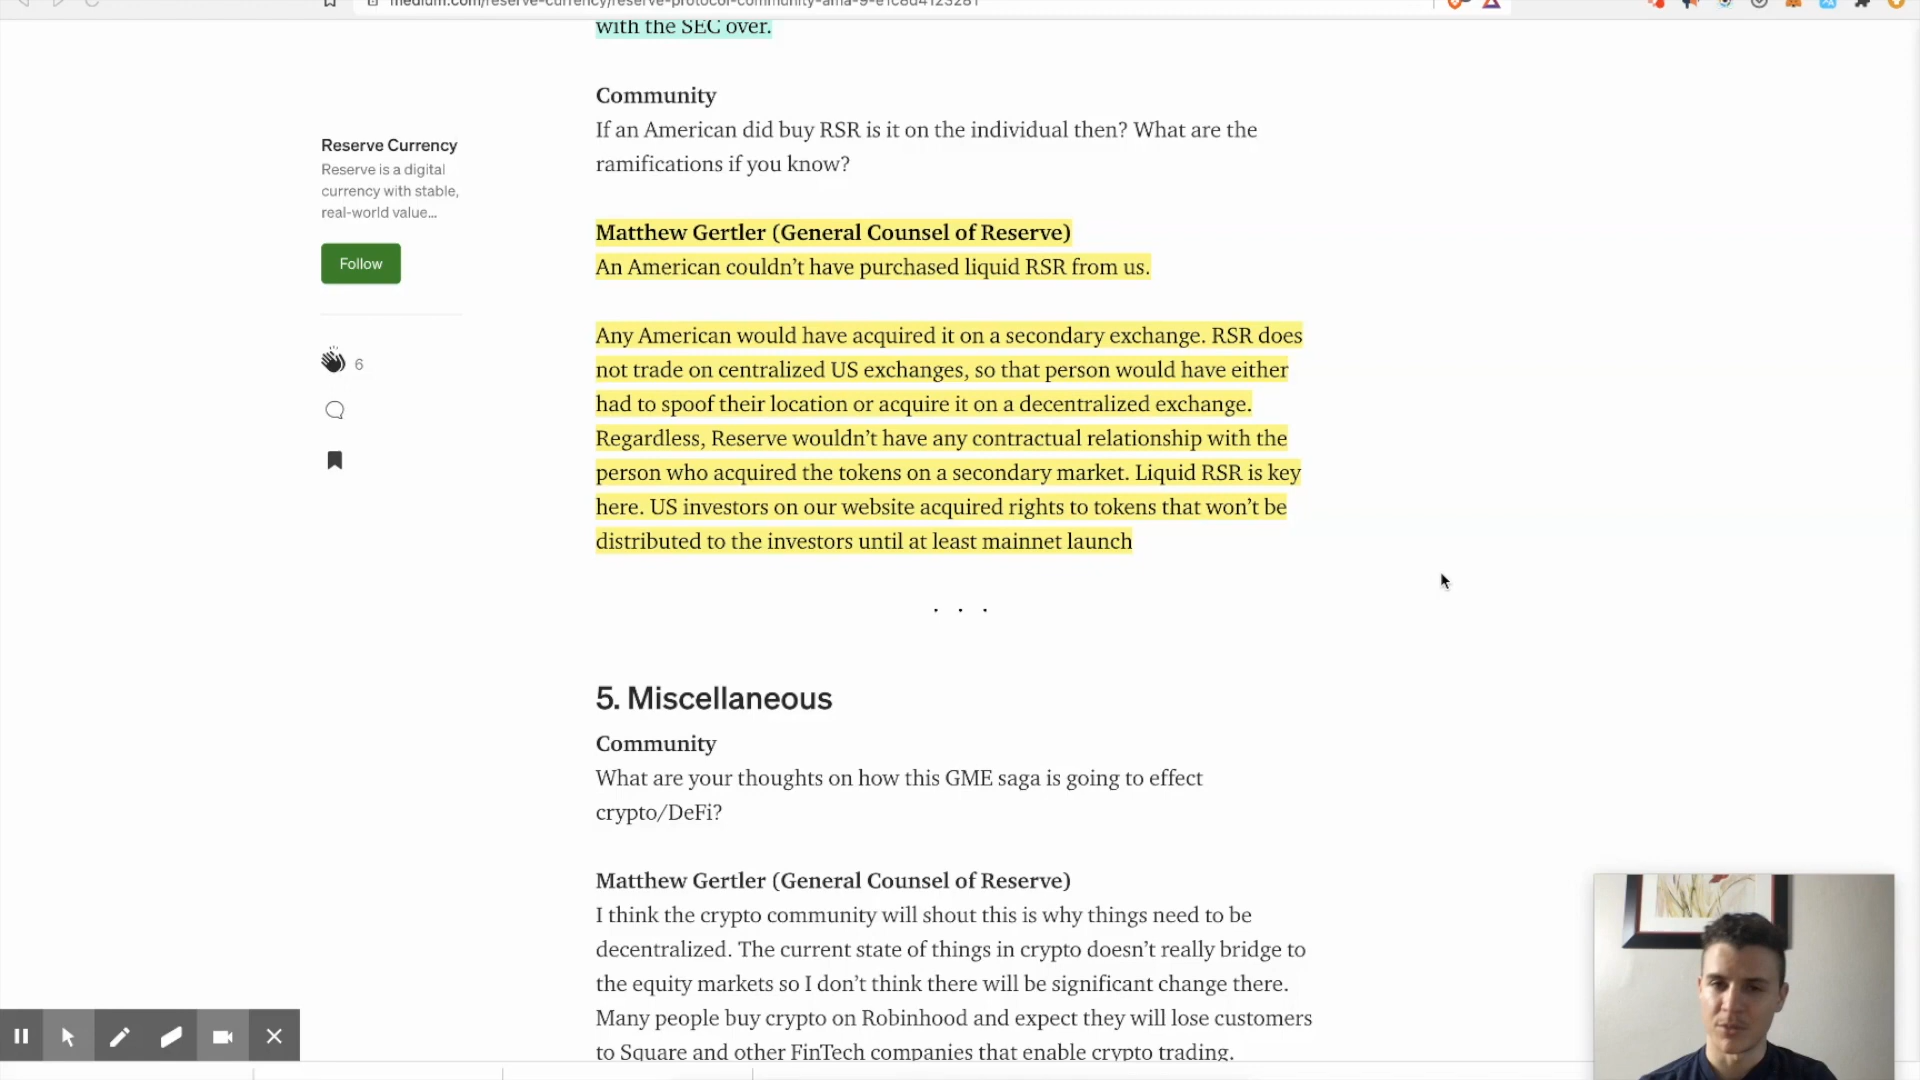 medium.com/reserve-currency/reserve-protocol-community-ama-9-e1c8d4123281
with the SEC over.
Community
If an American did buy RSR is it on the individual then? What are the
ramifications if you know?
Reserve Currency
Reserve is a digital
currency with stable,
real-world value...
Follow
6
Matthew Gertler (General Counsel of Reserve)
An American couldn’t have purchased liquid RSR from us.
Any American would have acquired it on a secondary exchange. RSR does
not trade on centralized US exchanges, so that person would have either
had to spoof their location or acquire it on a decentralized exchange.
Regardless, Reserve wouldn’t have any contractual relationship with the
person who acquired the tokens on a secondary market. Liquid RSR is key
here. US investors on our website acquired rights to tokens that won’t be
distributed to the investors until at least mainnet launch
. . .
5. Miscellaneous
Community
What are your thoughts on how this GME saga is going to effect
crypto/DeFi?
Matthew Gertler (General Counsel of Reserve)
I think the crypto community will shout this is why things need to be
decentralized. The current state of things in crypto doesn’t really bridge to
the equity markets so I don’t think there will be significant change there.
Many people buy crypto on Robinhood and expect they will lose customers
to Square and other FinTech companies that enable crypto trading.